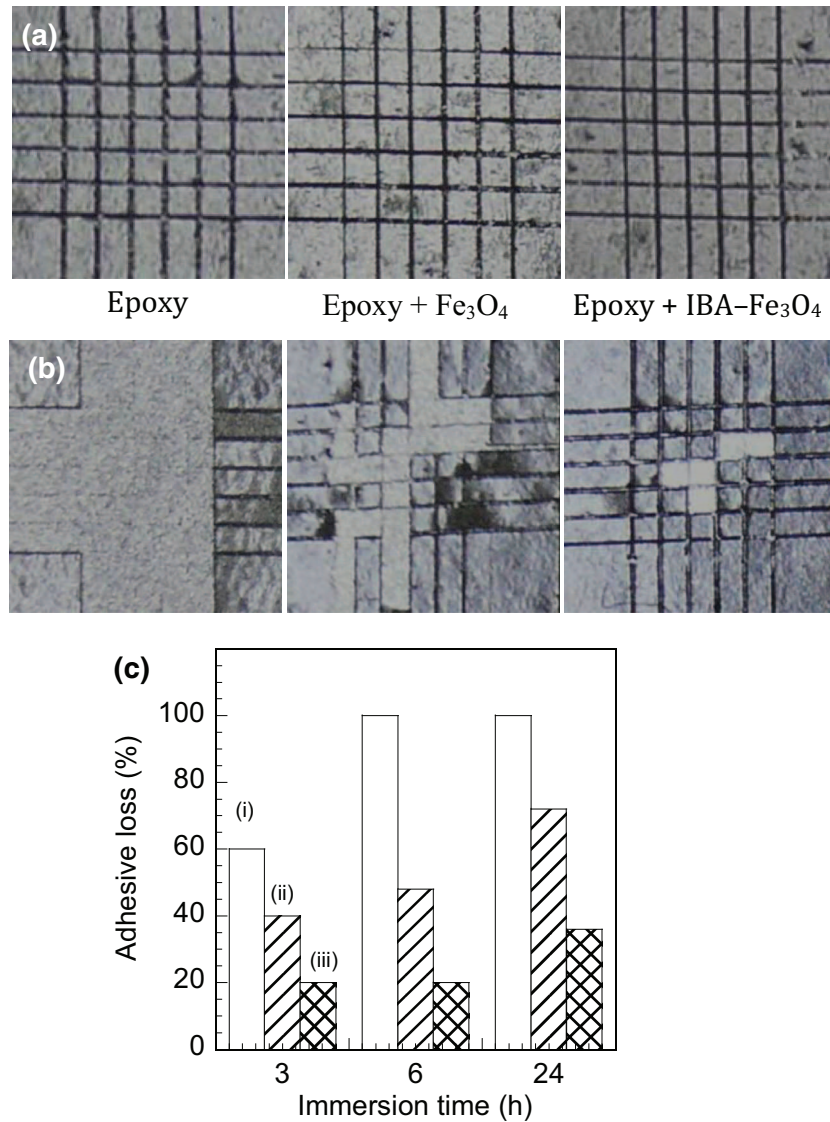 (a)
Epoxy
Epoxy + Fe₃O₄
Epoxy + IBA–Fe₃O₄
(b)
(c)
Adhesive loss (%)
100
80
60
40
20
0
(i)
(ii)
(iii)
3
6
24
Immersion time (h)